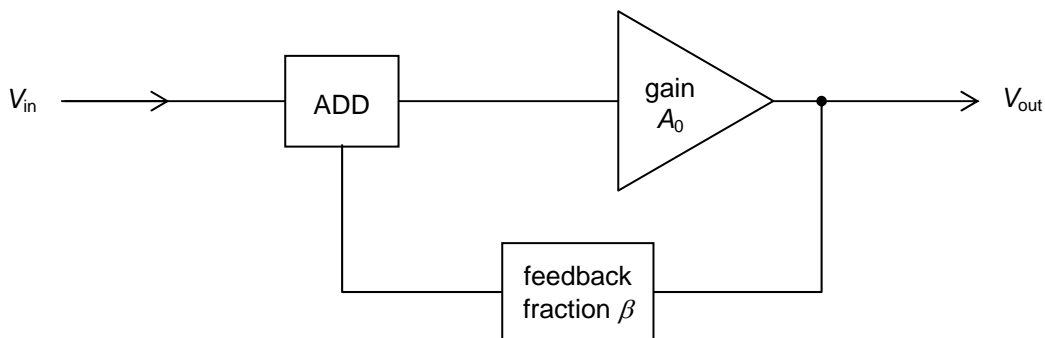 V_in
ADD
gain
A_0
V_out
feedback
fraction β